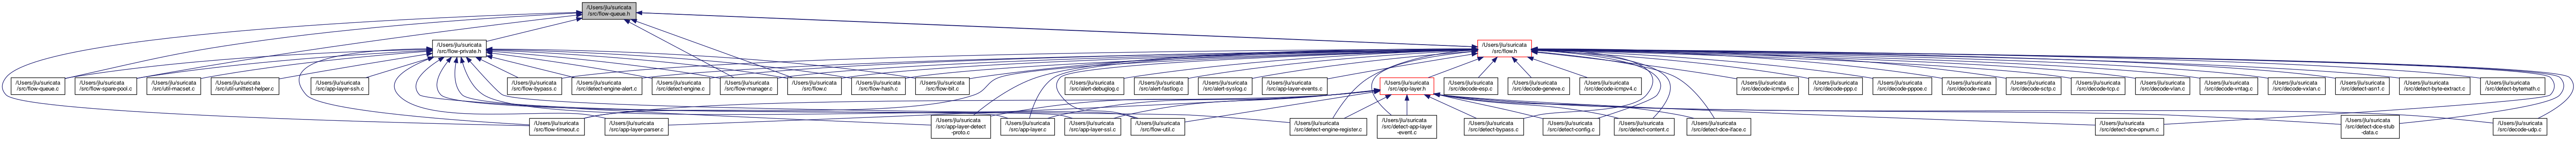 /Users/jlu/suricata
/src/flow-queue.h
/Users/jlu/suricata
/src/flow-private.h
/Users/jlu/suricata
/src/flow.h
/Users/jlu/suricata
/src/flow-queue.c
/Users/jlu/suricata
/src/flow-spare-pool.c
/Users/jlu/suricata
/src/util-macset.c
/Users/jlu/suricata
/src/util-unittest-helper.c
/Users/jlu/suricata
/src/app-layer-ssh.c
/Users/jlu/suricata
/src/flow-bypass.c
/Users/jlu/suricata
/src/detect-engine-alert.c
/Users/jlu/suricata
/src/detect-engine.c
/Users/jlu/suricata
/src/flow-manager.c
/Users/jlu/suricata
/src/flow.c
/Users/jlu/suricata
/src/flow-hash.c
/Users/jlu/suricata
/src/flow-bit.c
/Users/jlu/suricata
/src/alert-debuglog.c
/Users/jlu/suricata
/src/alert-fastlog.c
/Users/jlu/suricata
/src/alert-syslog.c
/Users/jlu/suricata
/src/app-layer-events.c
/Users/jlu/suricata
/src/app-layer.h
/Users/jlu/suricata
/src/decode-esp.c
/Users/jlu/suricata
/src/decode-geneve.c
/Users/jlu/suricata
/src/decode-icmpv4.c
/Users/jlu/suricata
/src/decode-icmpv6.c
/Users/jlu/suricata
/src/decode-ppp.c
/Users/jlu/suricata
/src/decode-pppoe.c
/Users/jlu/suricata
/src/decode-raw.c
/Users/jlu/suricata
/src/decode-sctp.c
/Users/jlu/suricata
/src/decode-tcp.c
/Users/jlu/suricata
/src/decode-vlan.c
/Users/jlu/suricata
/src/decode-vntag.c
/Users/jlu/suricata
/src/decode-vxlan.c
/Users/jlu/suricata
/src/detect-asn1.c
/Users/jlu/suricata
/src/detect-byte-extract.c
/Users/jlu/suricata
/src/detect-bytemath.c
/Users/jlu/suricata
/src/flow-timeout.c
/Users/jlu/suricata
/src/app-layer-parser.c
/Users/jlu/suricata
/src/app-layer-detect
-proto.c
/Users/jlu/suricata
/src/app-layer.c
/Users/jlu/suricata
/src/app-layer-ssl.c
/Users/jlu/suricata
/src/flow-util.c
/Users/jlu/suricata
/src/detect-engine-register.c
/Users/jlu/suricata
/src/detect-app-layer
-event.c
/Users/jlu/suricata
/src/detect-bypass.c
/Users/jlu/suricata
/src/detect-config.c
/Users/jlu/suricata
/src/detect-content.c
/Users/jlu/suricata
/src/detect-dce-iface.c
/Users/jlu/suricata
/src/detect-dce-opnum.c
/Users/jlu/suricata
/src/detect-dce-stub
-data.c
/Users/jlu/suricata
/src/decode-udp.c